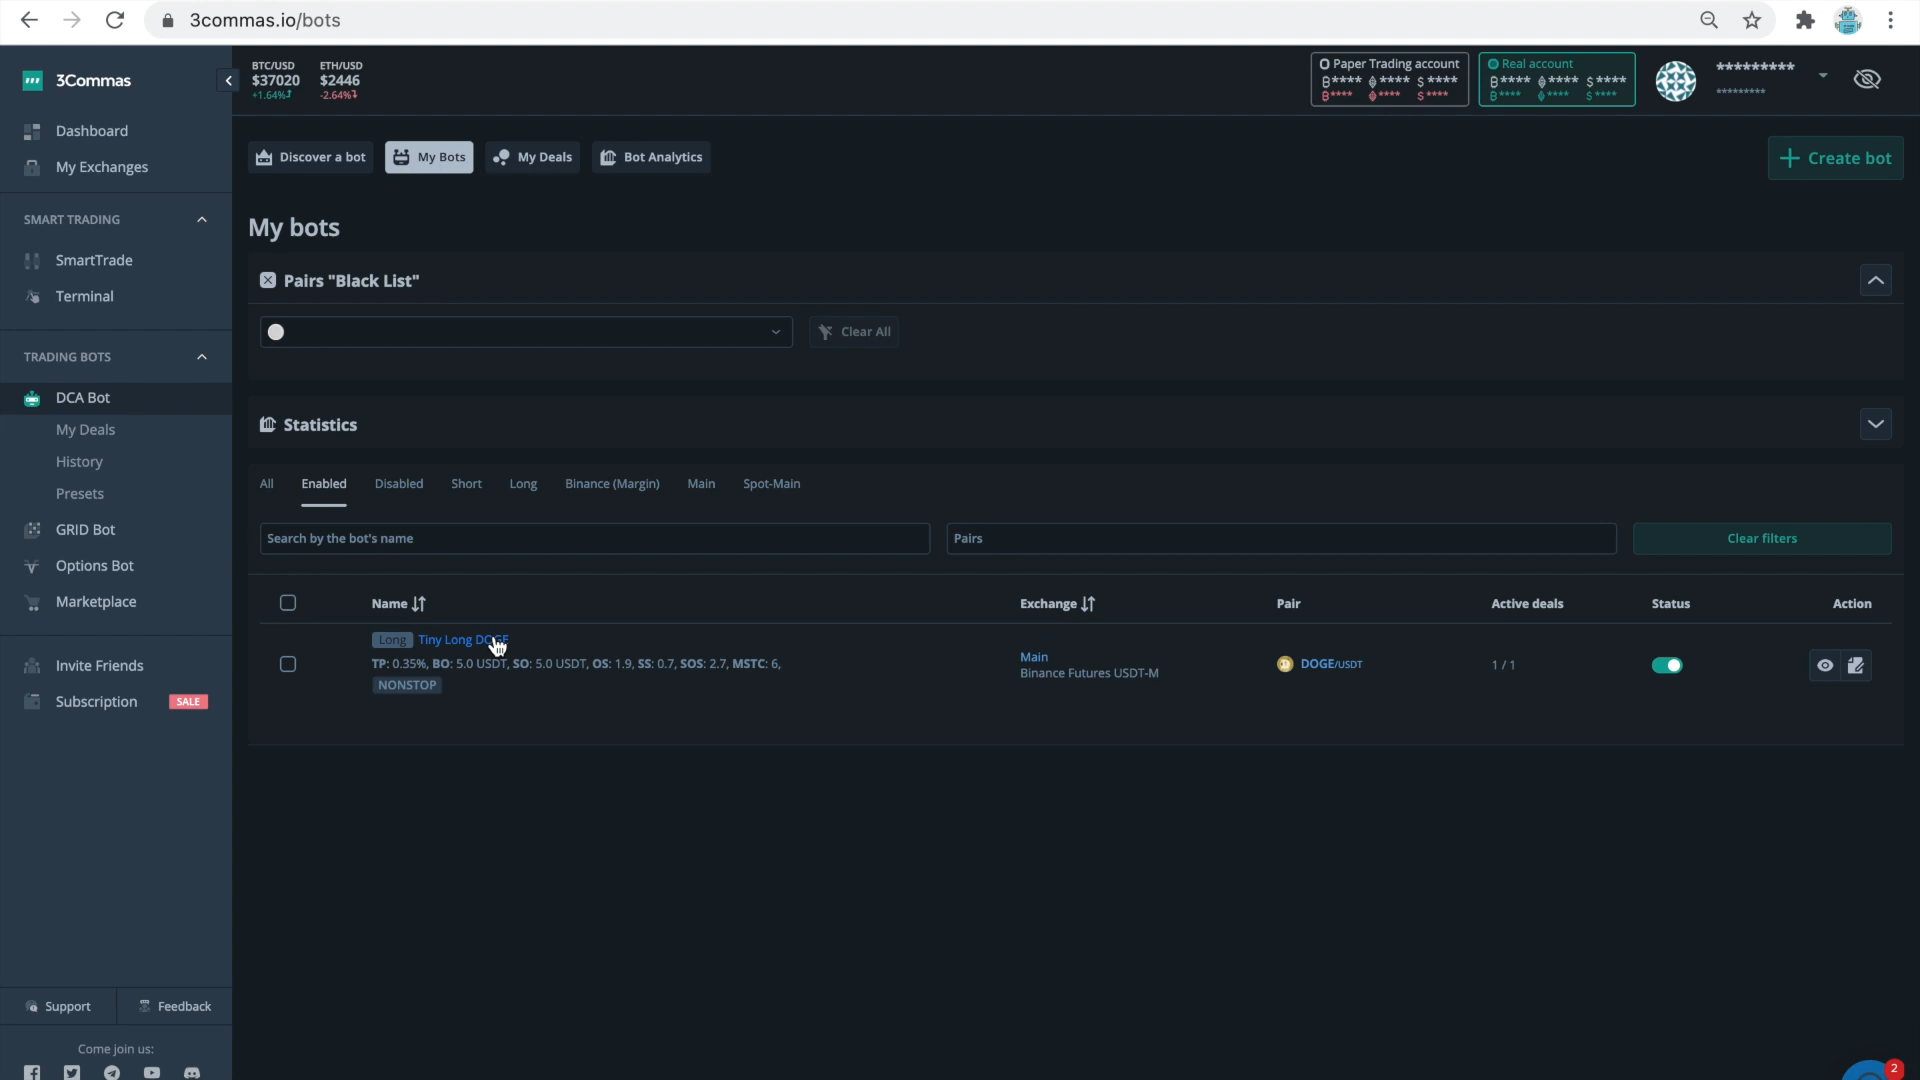 3commas.io/bots
3Commas
BTC/USD
$37020
+1.64%
ETH/USD
$2446
-2.64%
Paper Trading account
**** **** $****
**** **** $****
Real account
**** **** $****
**** **** $****
*********
*********
Dashboard
My Exchanges
SMART TRADING
SmartTrade
Terminal
TRADING BOTS
DCA Bot
My Deals
History
Presets
GRID Bot
Options Bot
Marketplace
Invite Friends
Subscription SALE
Support Feedback
Come join us:
Discover a bot My Bots My Deals Bot Analytics
+ Create bot
My bots
Pairs "Black List"
Clear All
Statistics
All Enabled Disabled Short Long Binance (Margin) Main Spot-Main
Search by the bot's name Pairs Clear filters
Name Exchange Pair Active deals Status Action
Long Tiny Long DOGE
TP: 0.35%, BO: 5.0 USDT, SO: 5.0 USDT, OS: 1.9, SS: 0.7, SOS: 2.7, MSTC: 6,
NONSTOP
Main
Binance Futures USDT-M
DOGE/USDT
1 / 1
2